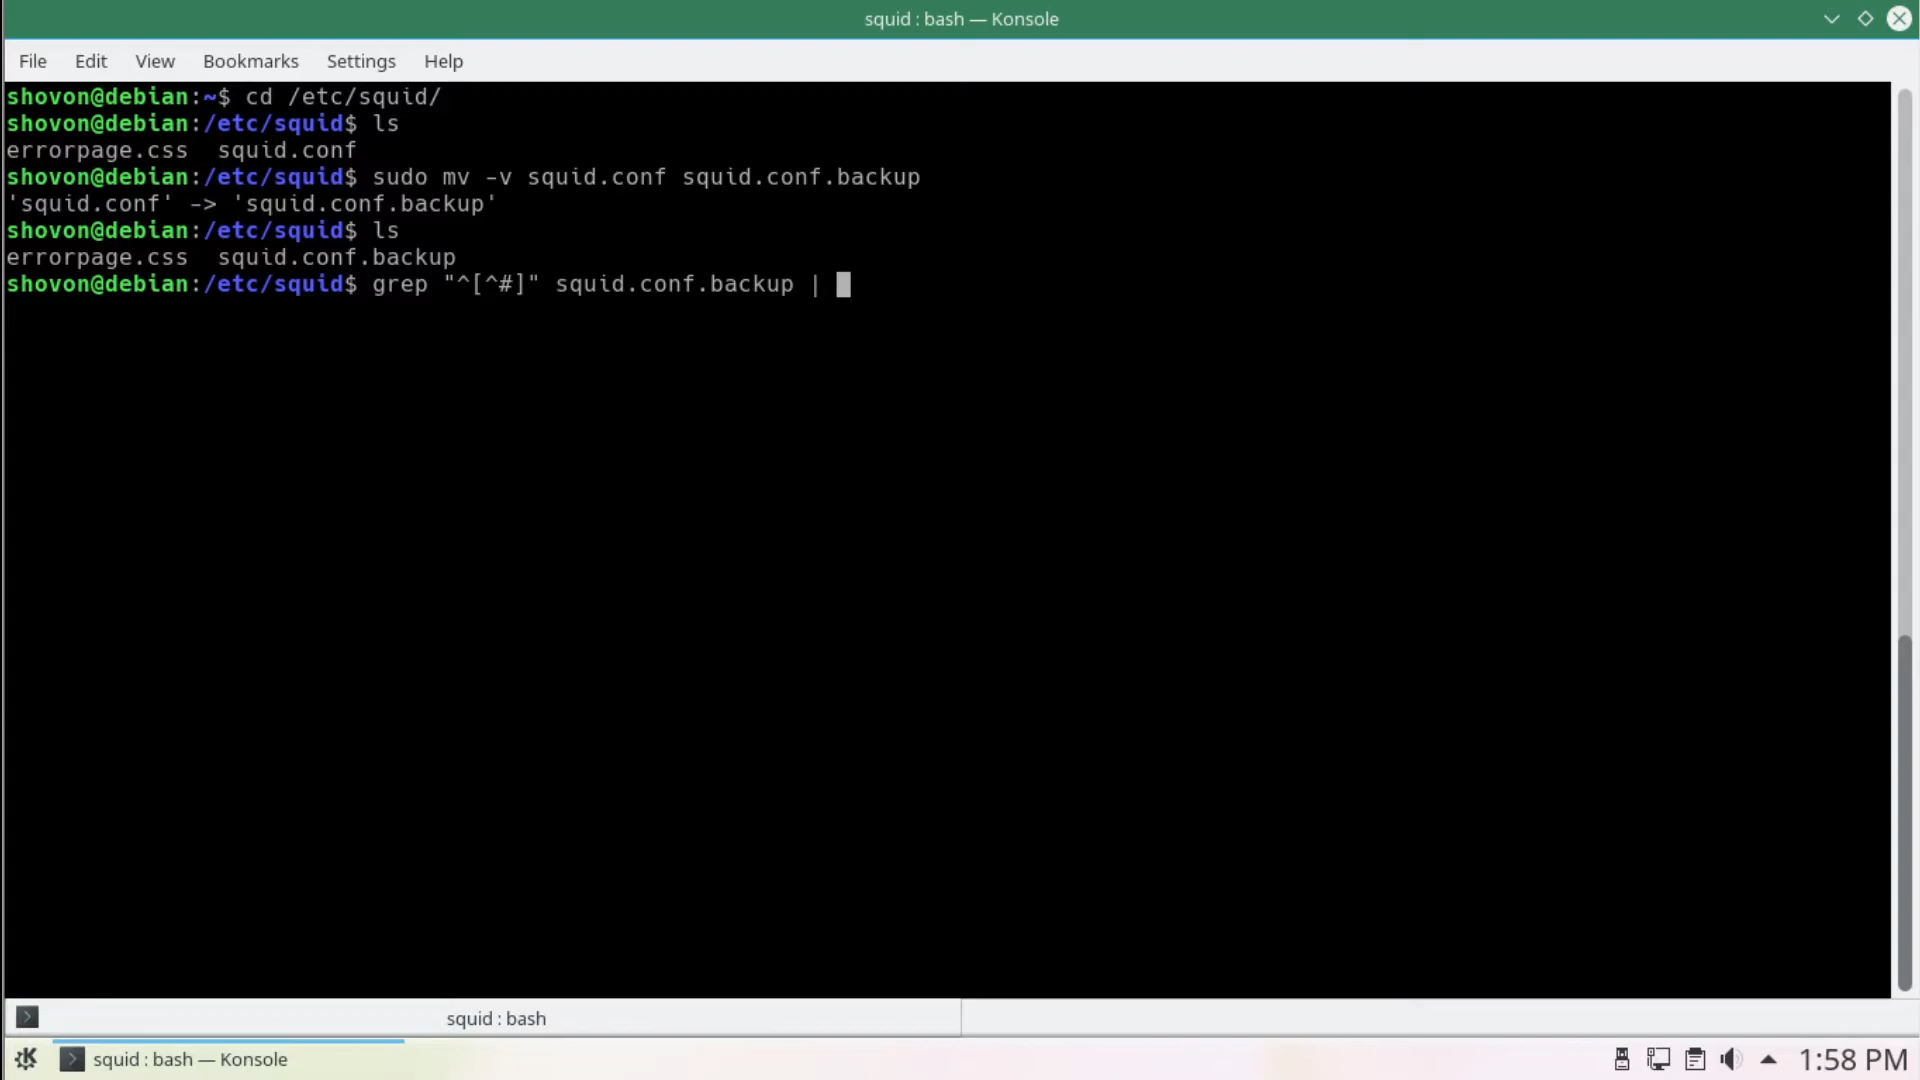 squid : bash — Konsole
File Edit View Bookmarks Settings Help
shovon@debian:~$ cd /etc/squid/
shovon@debian:/etc/squid$ ls
errorpage.css  squid.conf
shovon@debian:/etc/squid$ sudo mv -v squid.conf squid.conf.backup
'squid.conf' -> 'squid.conf.backup'
shovon@debian:/etc/squid$ ls
errorpage.css  squid.conf.backup
shovon@debian:/etc/squid$ grep "^[^#]" squid.conf.backup |
squid : bash
squid : bash — Konsole
1:58 PM